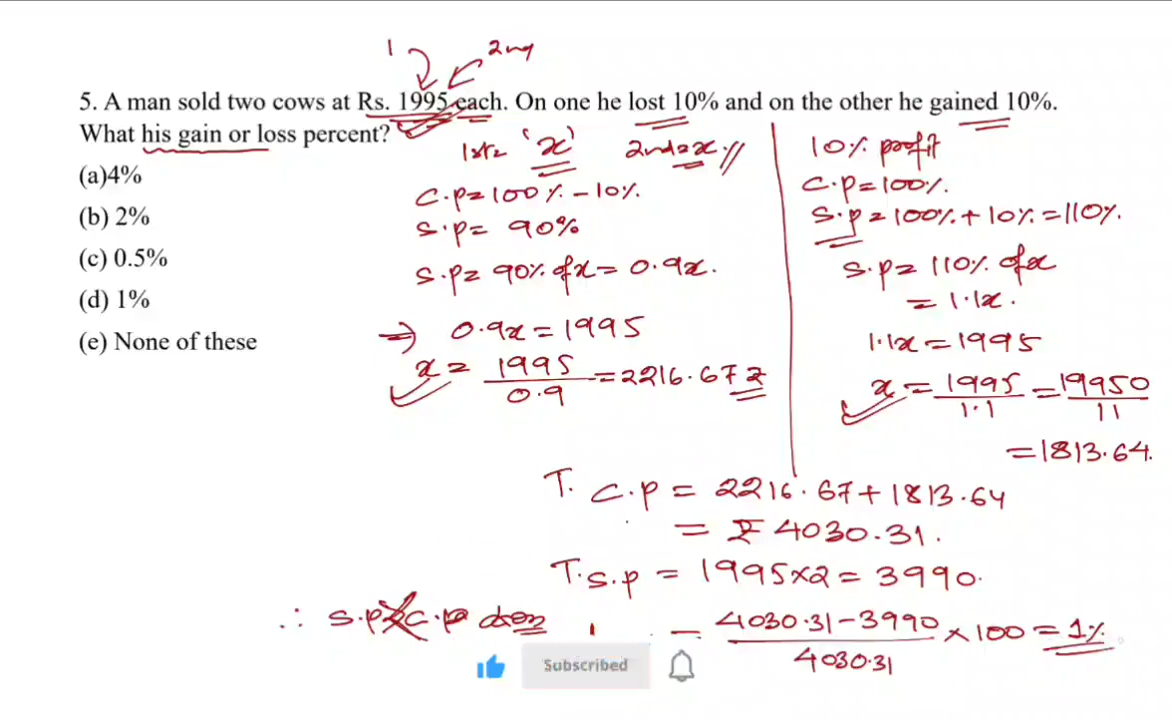 1 2nd
5. A man sold two cows at Rs. 1995 each. On one he lost 10% and on the other he gained 10%.
What his gain or loss percent?
(a)4%
(b) 2%
(c) 0.5%
(d) 1%
(e) None of these
1st = 'x' 2nd = x
C.P = 100% - 10%
S.P = 90%
S.P = 90% of x = 0.9x.
⇒ 0.9x = 1995
x = 1995/0.9 = 2216.67
10% profit
C.P = 100%.
S.P = 100% + 10% = 110%.
S.P = 110% of x
= 1.1x.
1.1x = 1995
x = 1995/1.1 = 19950/11
= 1813.64.
T. C.P = 2216.67 + 1813.64
= ₹ 4030.31.
T.S.P = 1995×2 = 3990.
∴ S.P C.P
= 4030.31 - 3990/4030.31 × 100 = 1%
Subscribed